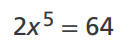 2x⁵ = 64